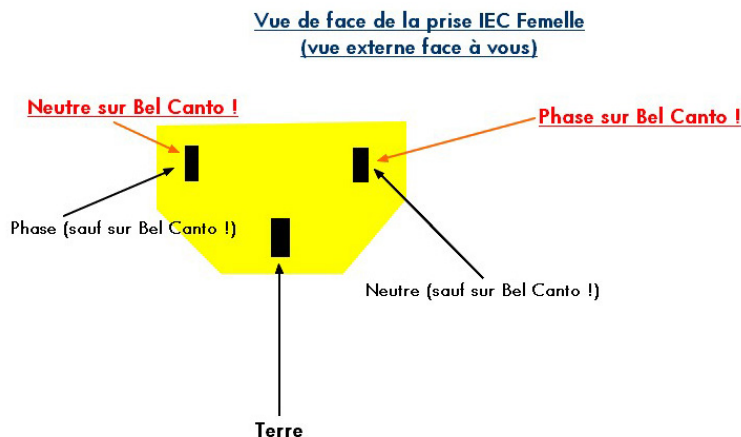 Vue de face de la prise IEC Femelle
(vue externe face à vous)
Neutre sur Bel Canto !
Phase sur Bel Canto !
Phase (sauf sur Bel Canto !)
Neutre (sauf sur Bel Canto !)
Terre